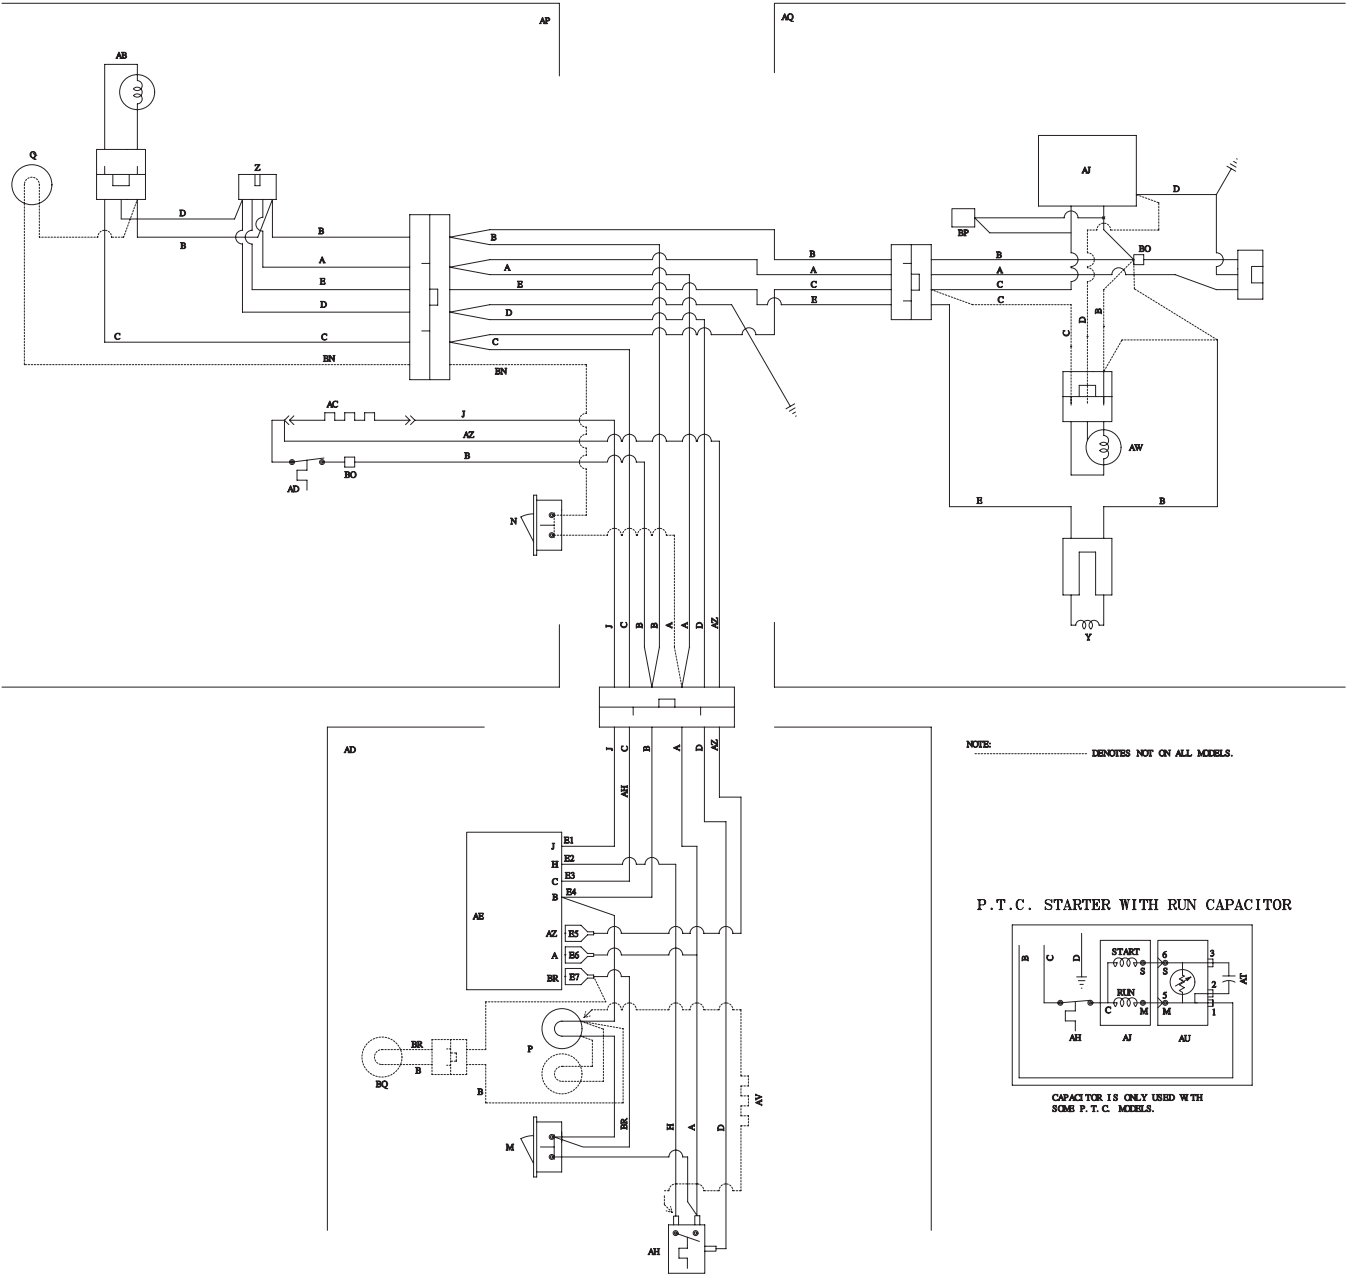 AP
AQ
AB
Q
Z
AJ
D
D
B
B
B
BP
BO
B
B
A
A
A
A
E
E
C
C
D
D
E
C
C
C
C
B
D
C
BN
BN
AC
J
AZ
B
AD
BO
AW
N
E
B
J
C
B
B
A
A
D
AZ
Y
AD
J
C
B
A
D
AZ
NOTE:
DENOTES NOT ON ALL MODELS.
AH
J E1
H E2
C E3
B E4
AE
AZ E5
A E6
BR E7
P.T.C. STARTER WITH RUN CAPACITOR
B
C
D
START
S
6
S
3
RUN
2
AT
C
M
5
M
1
AH
AJ
AU
CAPACITOR IS ONLY USED WITH
SOME P. T. C. MODELS.
BR
P
BQ
B
B
AV
BR
H
A
D
M
AH